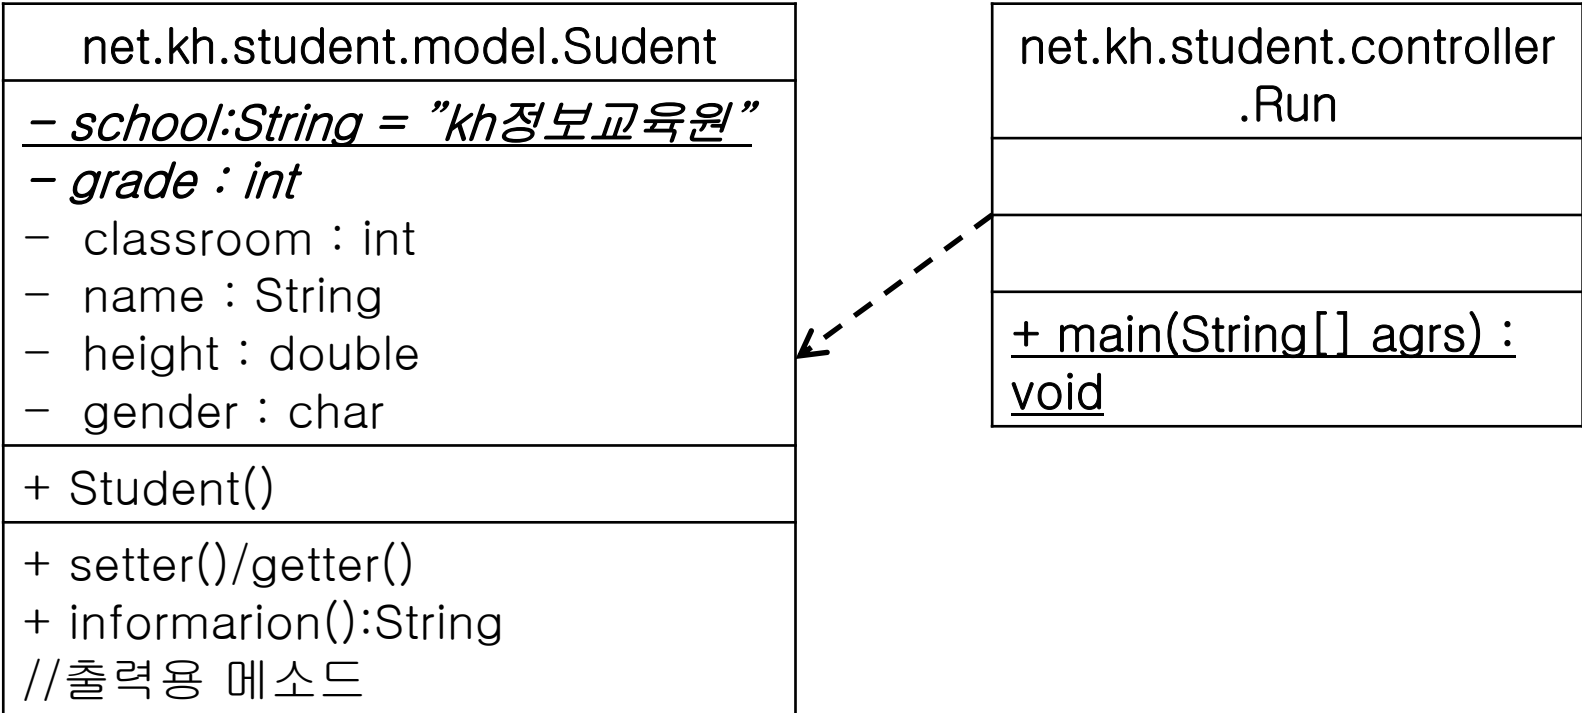 net.kh.student.model.Sudent
- school:String = "kh정보교육원"
- grade : int
- classroom : int
- name : String
- height : double
- gender : char
+ Student()
+ setter()/getter()
+ informarion():String
//출력용 메소드
net.kh.student.controller
.Run
+ main(String[] agrs) :
void